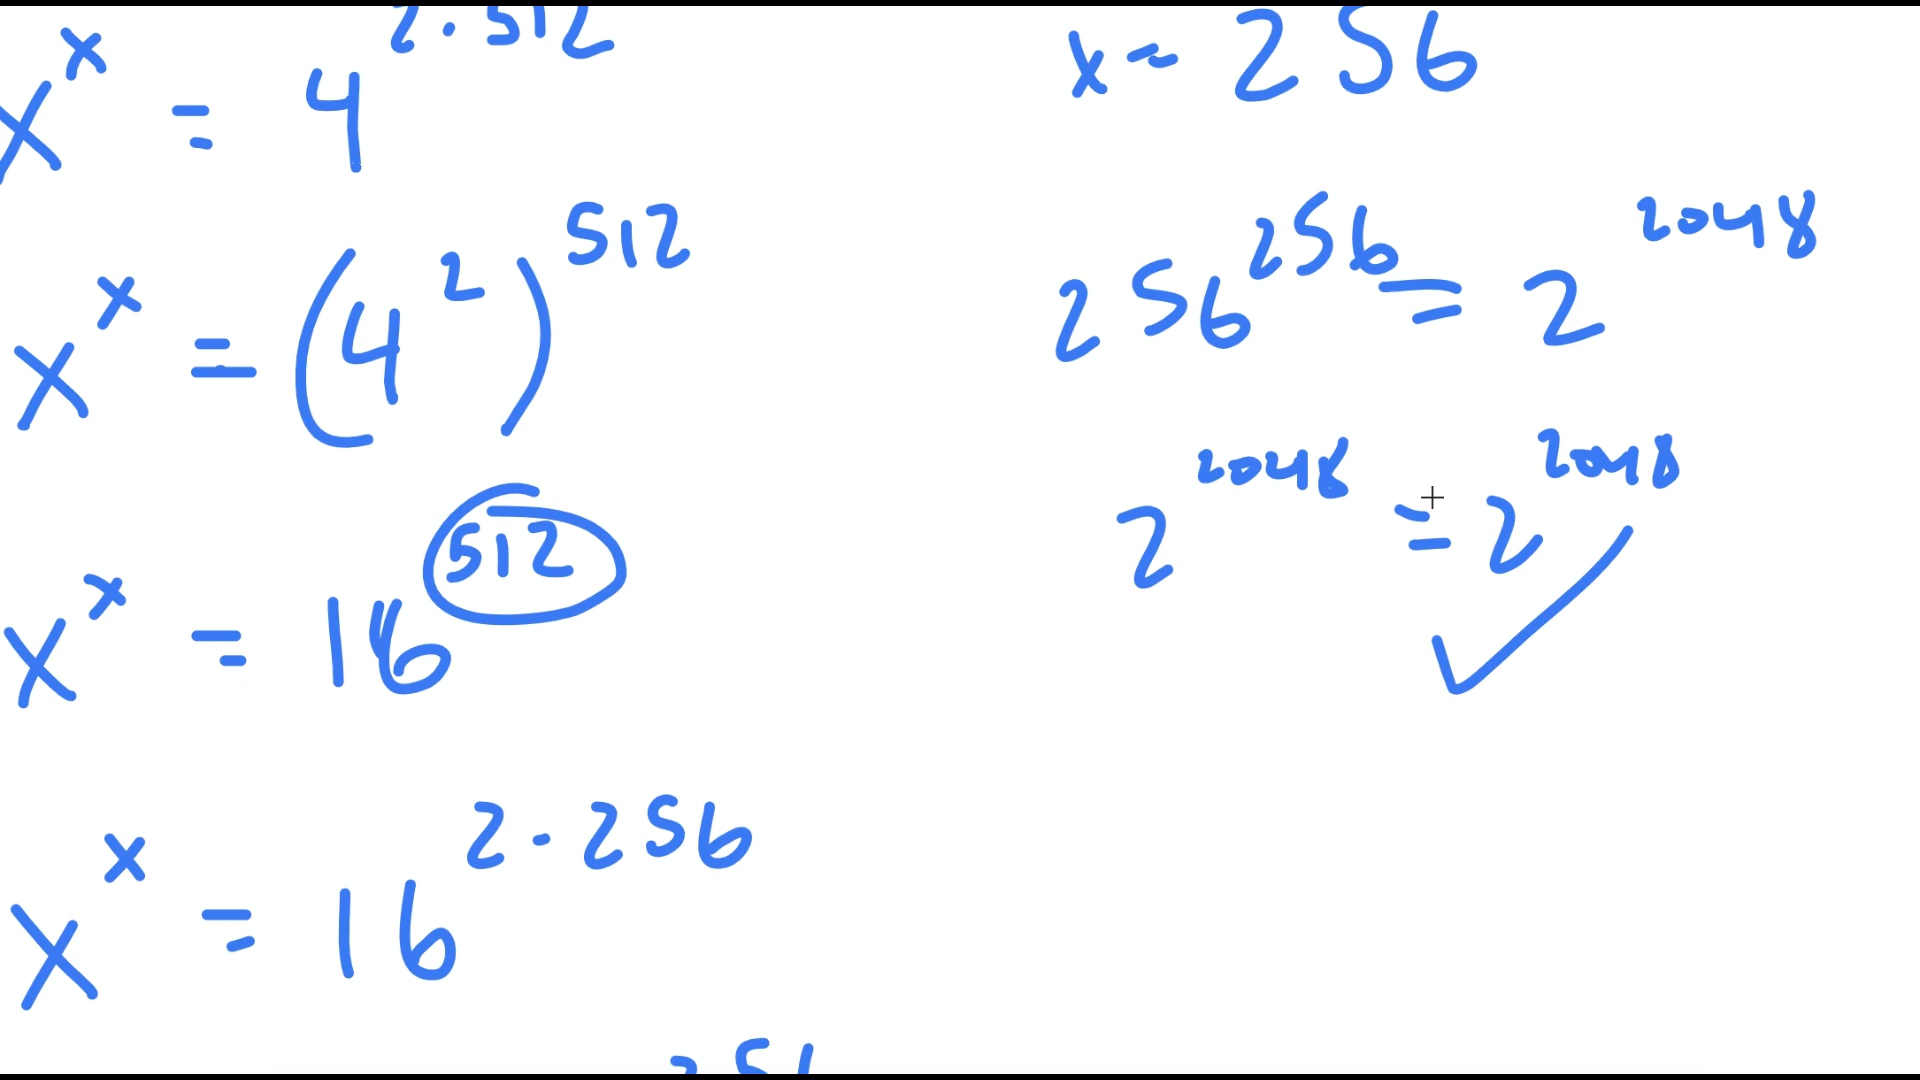 x^x = 4^2·512
x^x = (4^2)^512
x^x = 16^512
x^x = 16^2·256
x = 256
256^256 = 2^2048
2^2048 = 2^2048